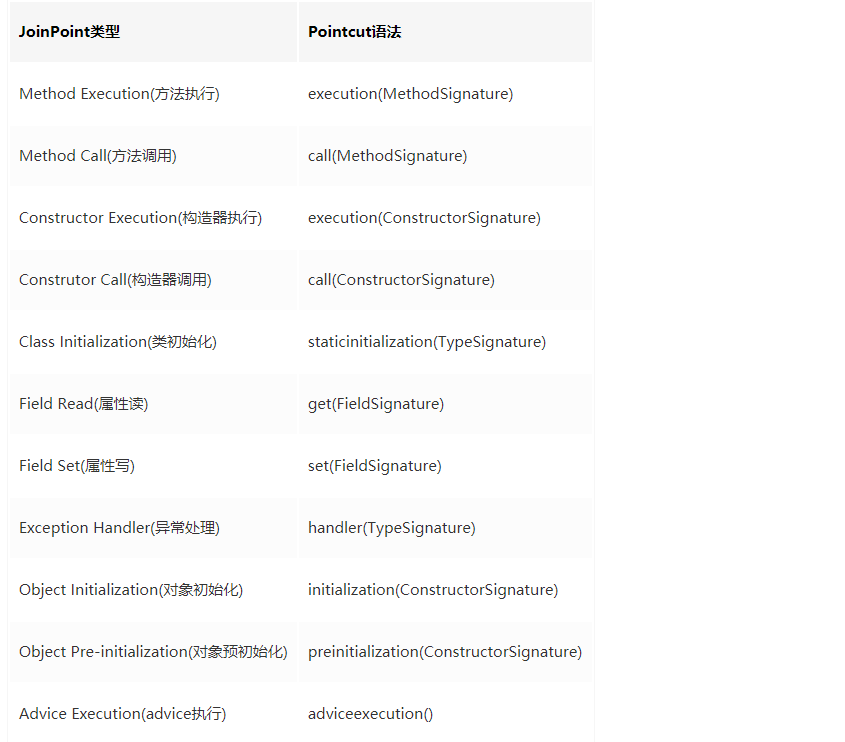 JoinPoint类型 Pointcut语法
Method Execution(方法执行) execution(MethodSignature)
Method Call(方法调用) call(MethodSignature)
Constructor Execution(构造器执行) execution(ConstructorSignature)
Construtor Call(构造器调用) call(ConstructorSignature)
Class Initialization(类初始化) staticinitialization(TypeSignature)
Field Read(属性读) get(FieldSignature)
Field Set(属性写) set(FieldSignature)
Exception Handler(异常处理) handler(TypeSignature)
Object Initialization(对象初始化) initialization(ConstructorSignature)
Object Pre-initialization(对象预初始化) preinitialization(ConstructorSignature)
Advice Execution(advice执行) adviceexecution()